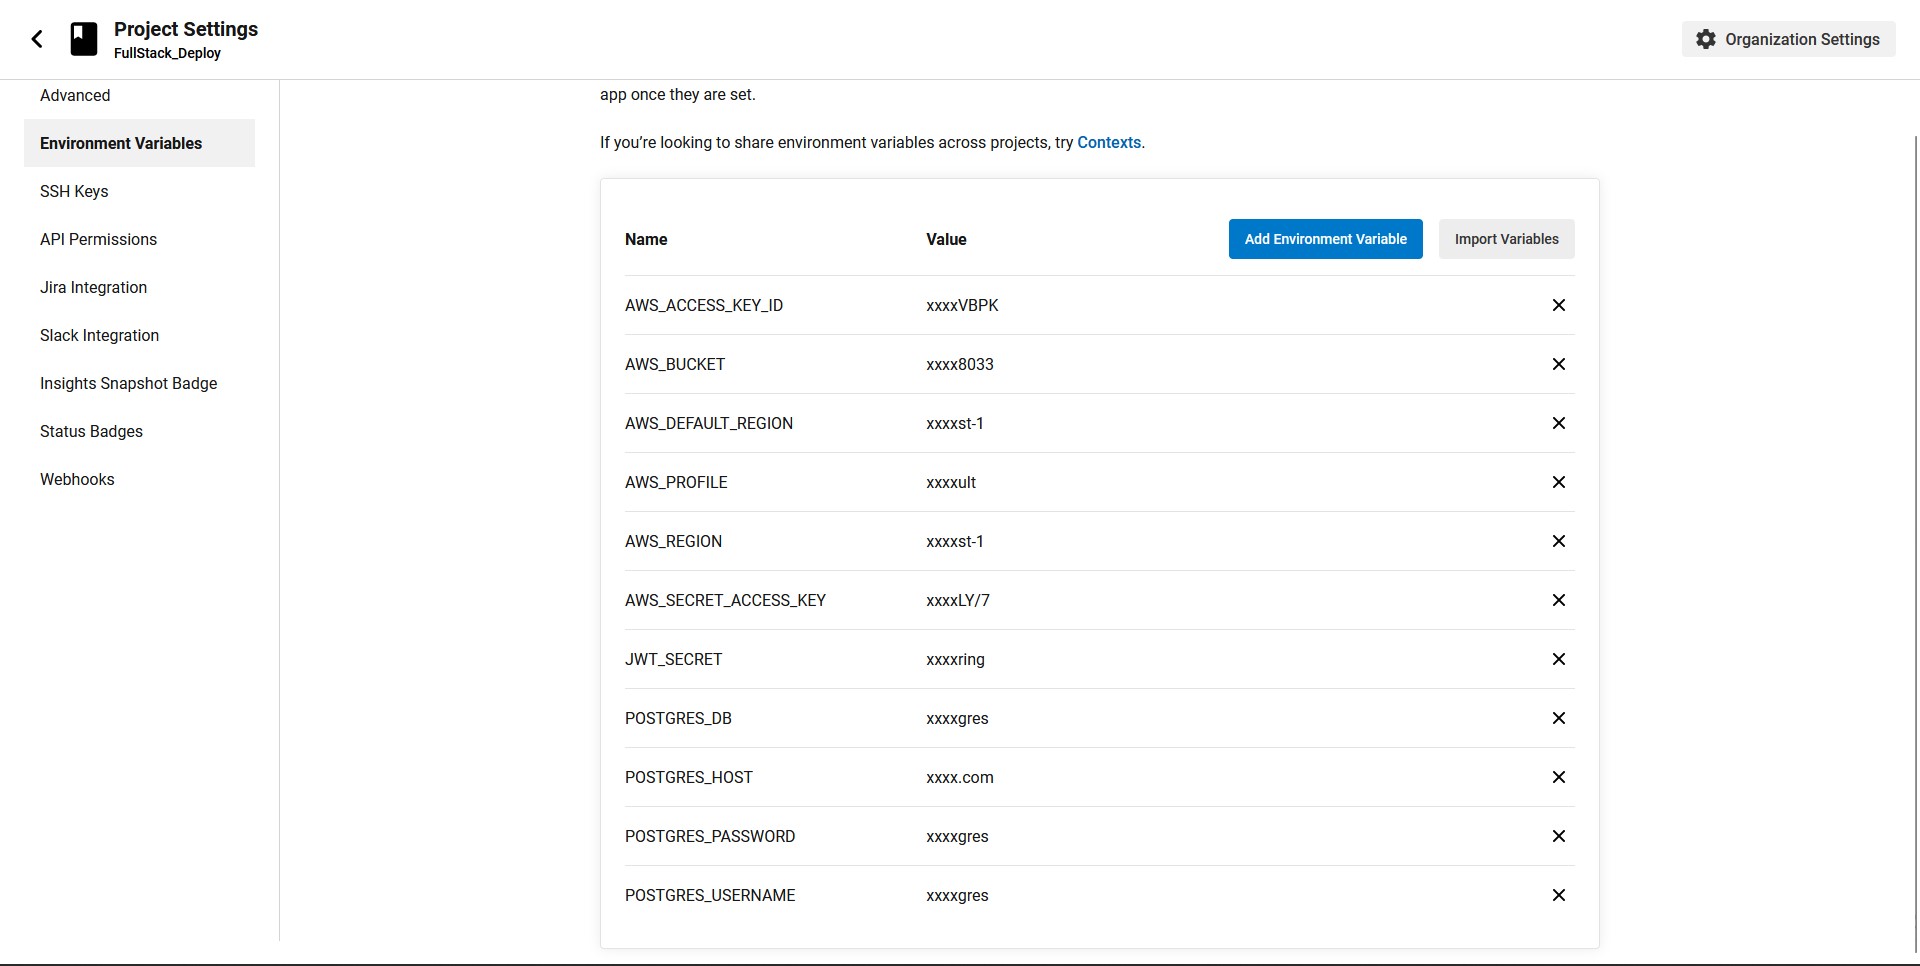 Project Settings
FullStack_Deploy
Organization Settings
Advanced
Environment Variables
SSH Keys
API Permissions
Jira Integration
Slack Integration
Insights Snapshot Badge
Status Badges
Webhooks
app once they are set.
If you’re looking to share environment variables across projects, try Contexts.
Name Value Add Environment Variable Import Variables
AWS_ACCESS_KEY_ID xxxxVBPK
AWS_BUCKET xxxx8033
AWS_DEFAULT_REGION xxxxst-1
AWS_PROFILE xxxxult
AWS_REGION xxxxst-1
AWS_SECRET_ACCESS_KEY xxxxLY/7
JWT_SECRET xxxxring
POSTGRES_DB xxxxgres
POSTGRES_HOST xxxx.com
POSTGRES_PASSWORD xxxxgres
POSTGRES_USERNAME xxxxgres